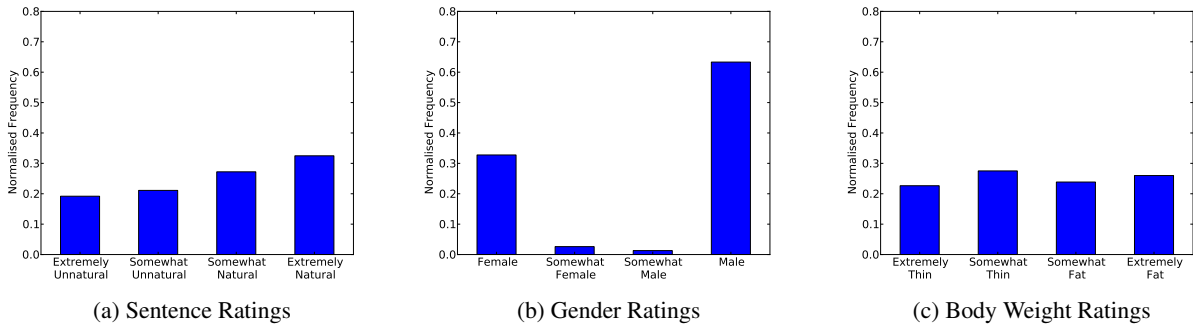 Normalised Frequency
0.8
0.7
0.6
0.5
0.4
0.3
0.2
0.1
0.0
Extremely Somewhat Somewhat Extremely
Unnatural Unnatural Natural Natural
(a) Sentence Ratings
Normalised Frequency
0.8
0.7
0.6
0.5
0.4
0.3
0.2
0.1
0.0
Female Somewhat Somewhat Male
Female Male
(b) Gender Ratings
Normalised Frequency
0.8
0.7
0.6
0.5
0.4
0.3
0.2
0.1
0.0
Extremely Somewhat Somewhat Extremely
Thin Thin Fat Fat
(c) Body Weight Ratings